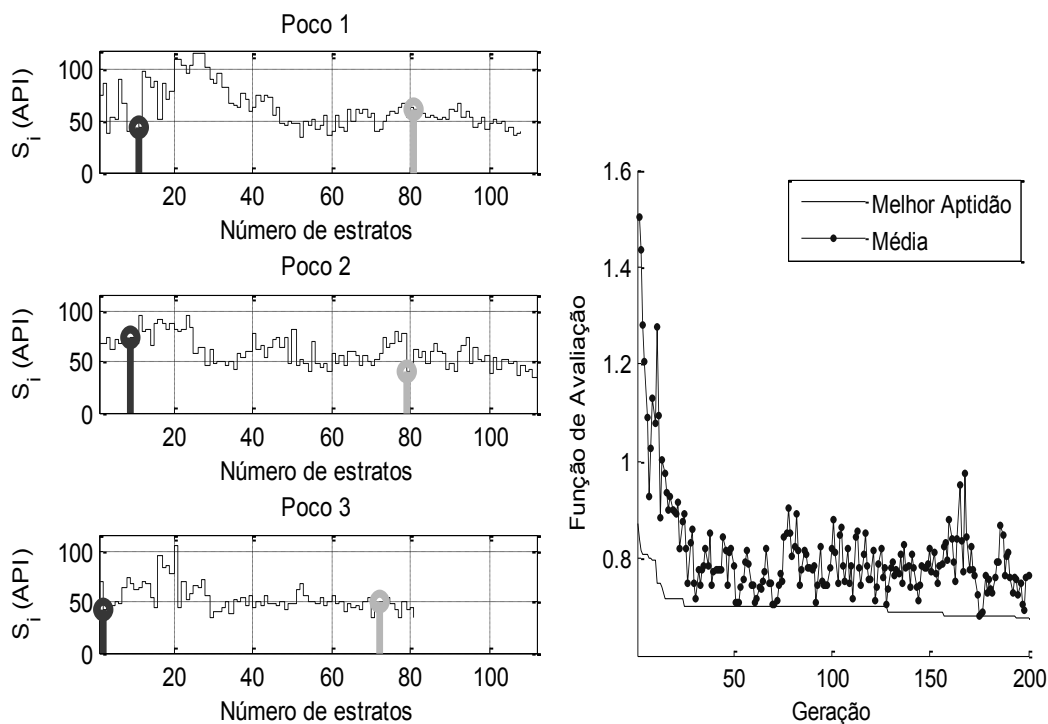 Poco 1
S_i (API)
100
50
0
20 40 60 80 100
Número de estratos
Poco 2
S_i (API)
100
50
0
20 40 60 80 100
Número de estratos
Poco 3
S_i (API)
100
50
0
20 40 60 80 100
Número de estratos
Função de Avaliação
1.6
1.4
1.2
1
0.8
Melhor Aptidão
Média
50 100 150 200
Geração